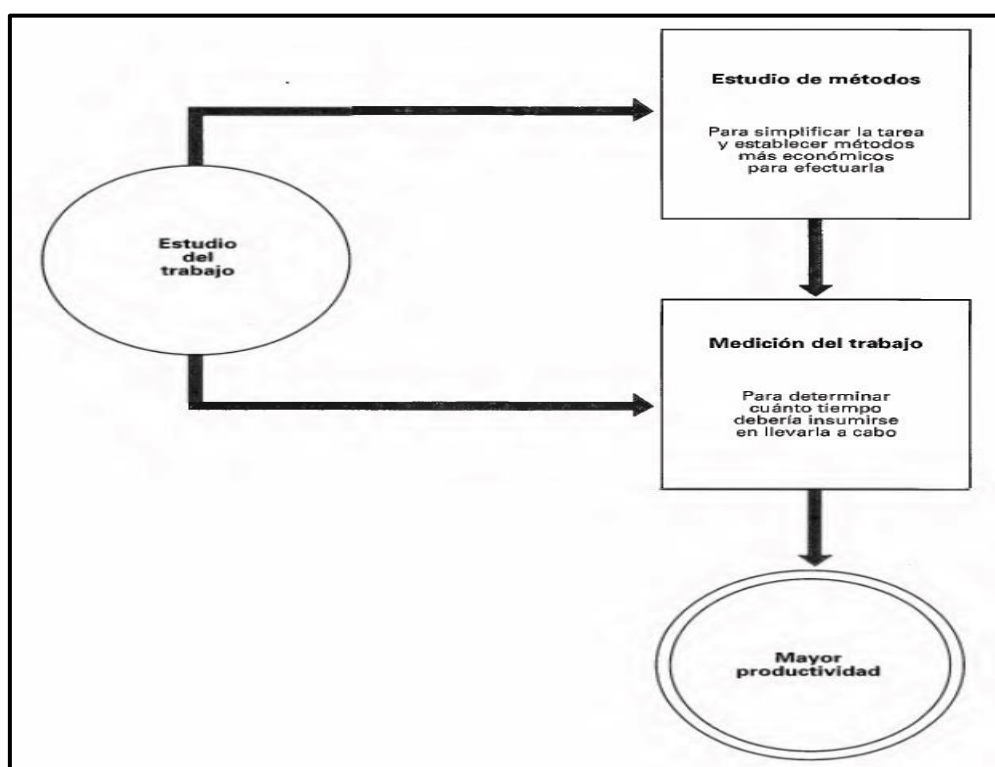 Estudio de métodos
Para simplificar la tarea
y establecer métodos
más económicos
para efectuarla
Estudio
del
trabajo
Medición del trabajo
Para determinar
cuánto tiempo
debería insumirse
en llevarla a cabo
Mayor
productividad